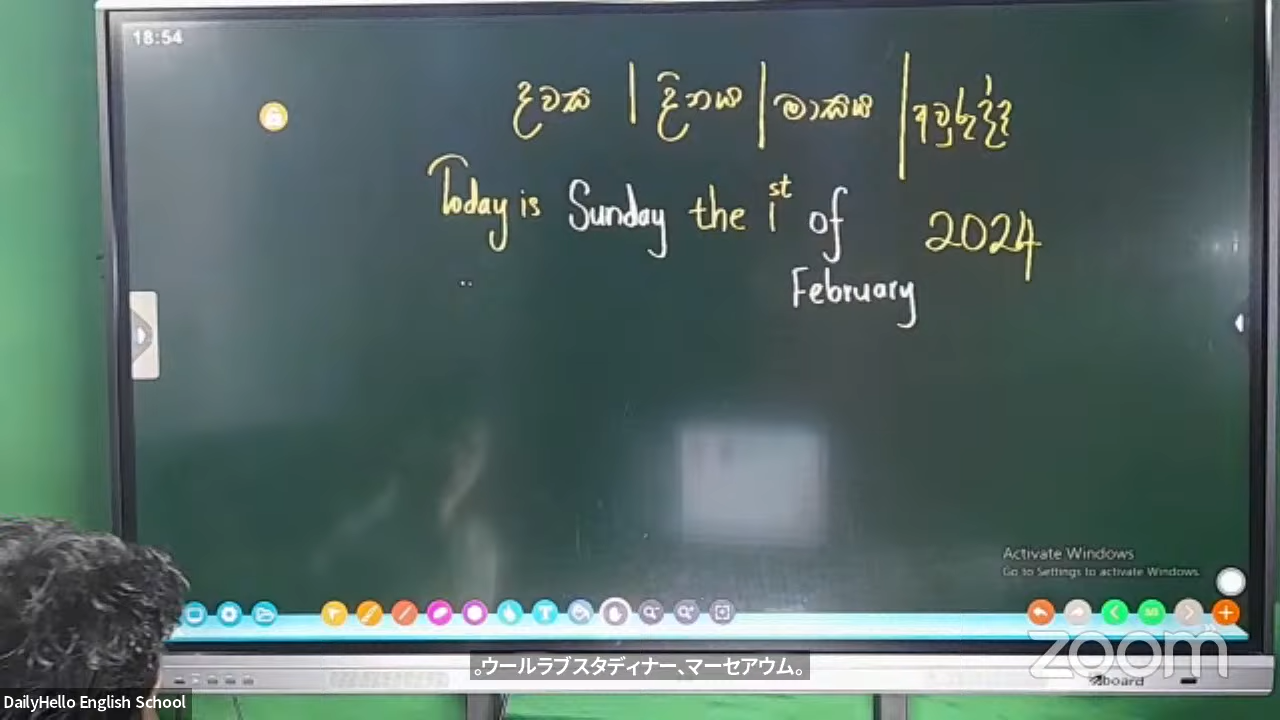 18:54
දවස | දිනය | මාසය | අවුරුද්ද
Today is Sunday the 1st of 2024
February
Activate Windows
Go to Settings to activate Windows.
zoom
board
。ウールラブスタディナー、マーセアウム。
DailyHello English School